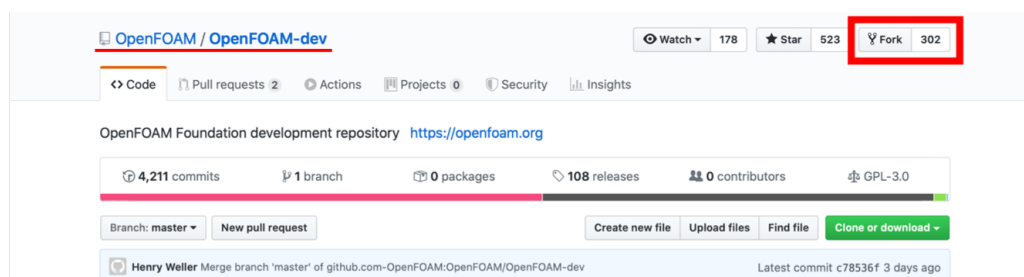 OpenFOAM / OpenFOAM-dev Watch 178 Star 523 Fork 302
Code Pull requests 2 Actions Projects 0 Security Insights
OpenFOAM Foundation development repository https://openfoam.org
4,211 commits 1 branch 0 packages 108 releases 0 contributors GPL-3.0
Branch: master New pull request Create new file Upload files Find file Clone or download
Henry Weller Merge branch 'master' of github.com-OpenFOAM:OpenFOAM/OpenFOAM-dev Latest commit c78536f 3 days ago